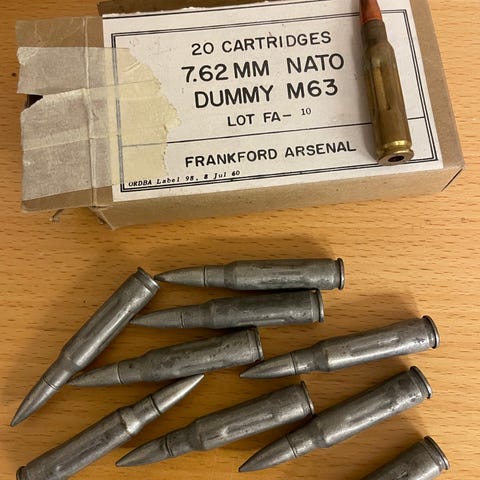 20 CARTRIDGES
7.62 MM NATO
DUMMY M63
LOT FA- 10
FRANKFORD ARSENAL
ORDBA Label 98, 8 Jul 60